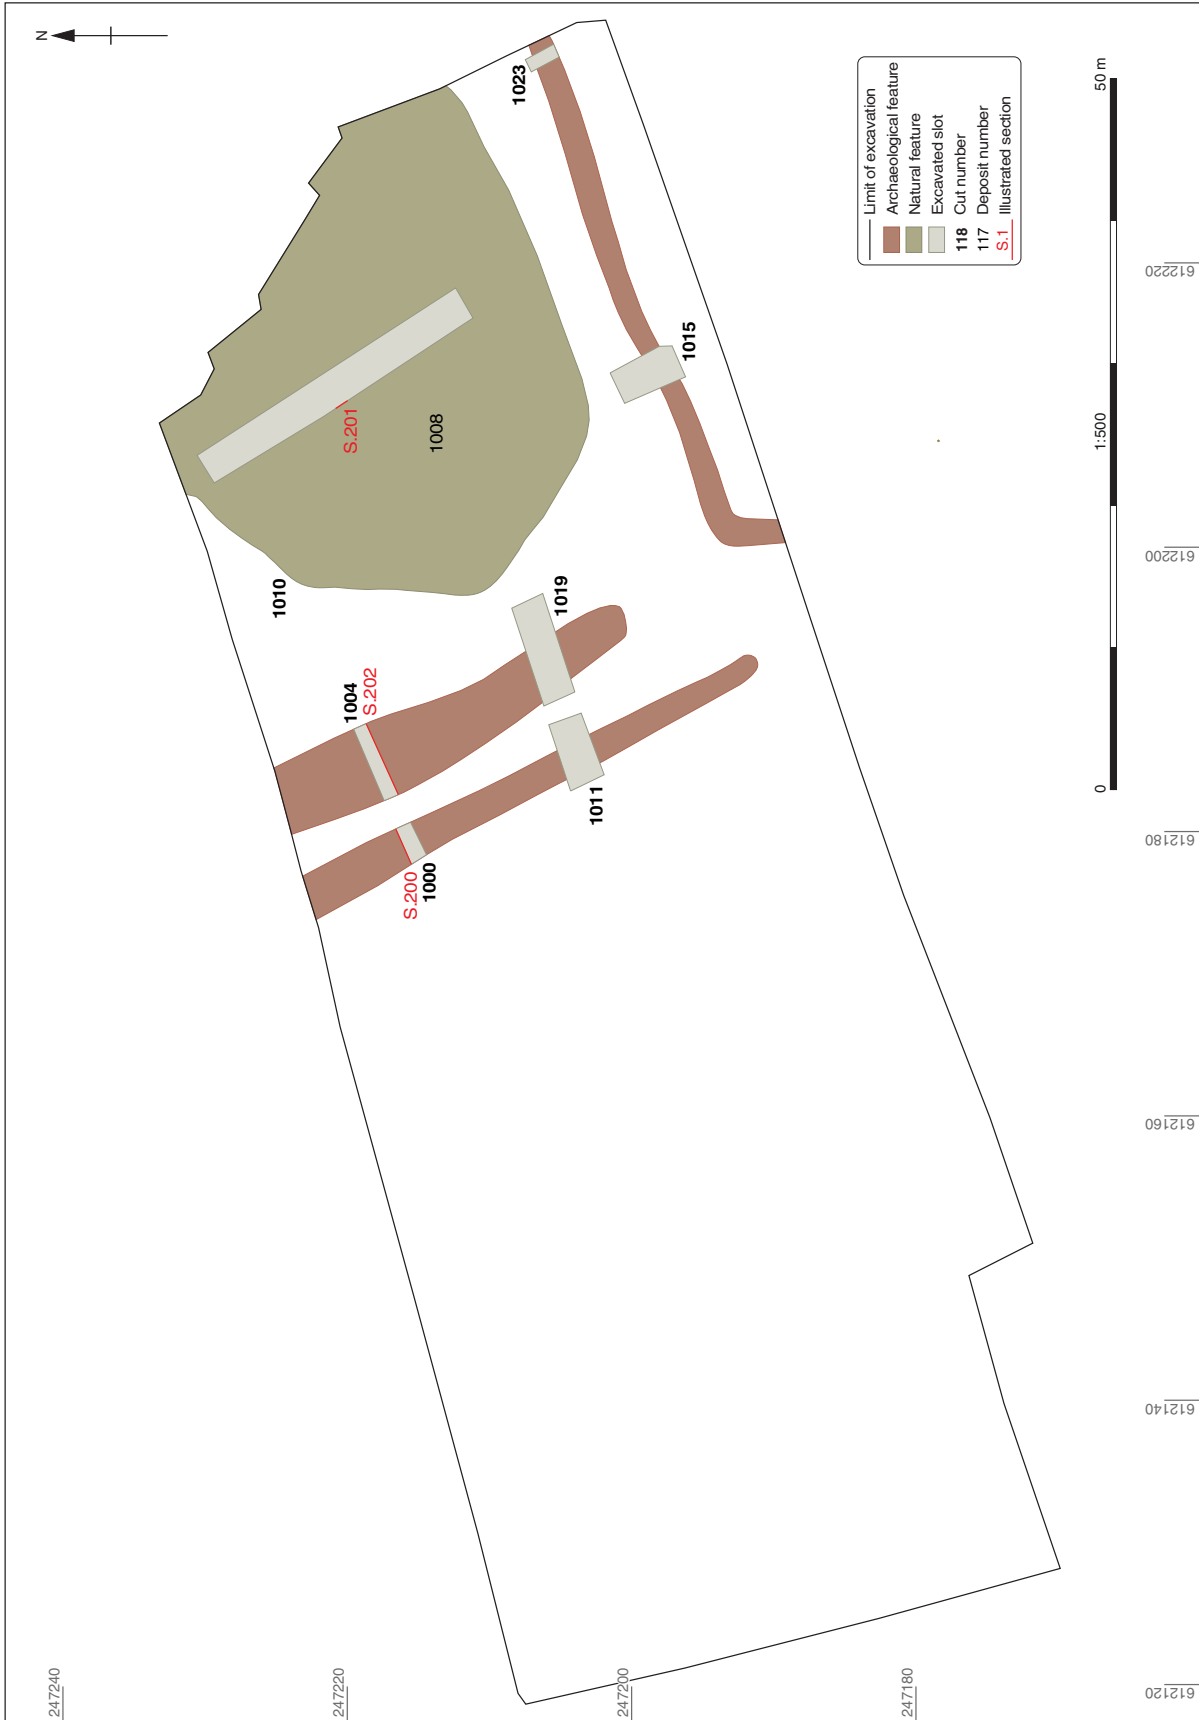 N
1023
Limit of excavation
Archaeological feature
Natural feature
Excavated slot
118 Cut number
117 Deposit number
S.1 Illustrated section
50 m
1:500
0
S.201
1008
1015
1010
1019
1004
S.202
1011
S.200
1000
612220
612200
612180
612160
612140
612120
247240
247220
247200
247180